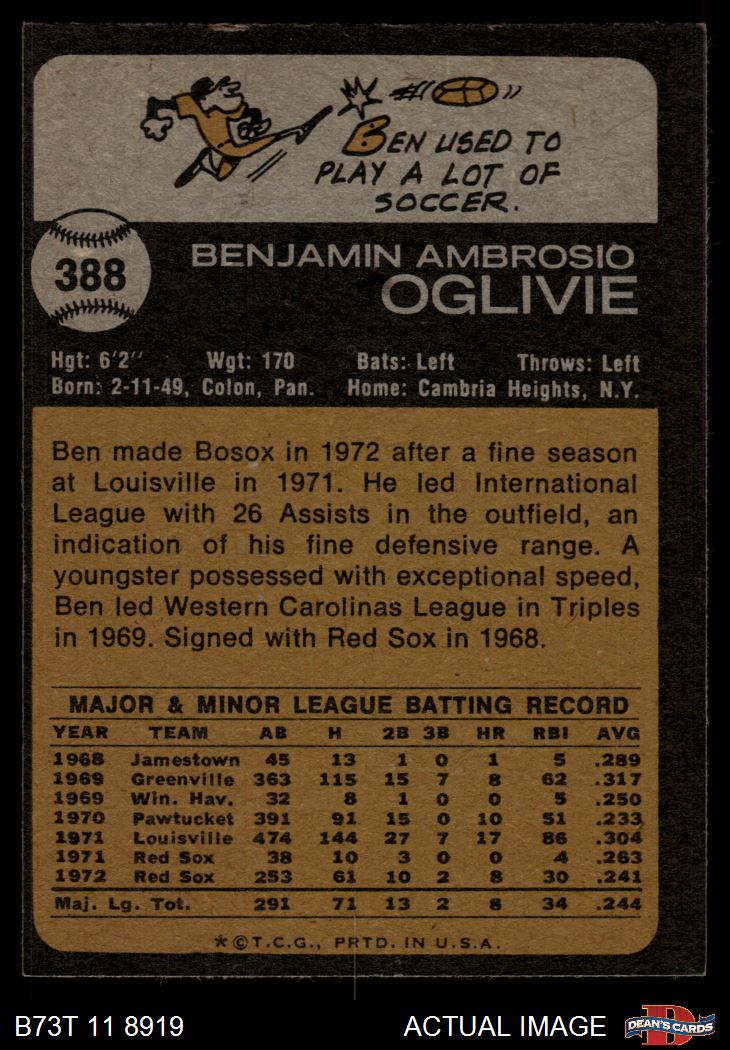 BEN USED TO
PLAY A LOT OF
SOCCER.
388
BENJAMIN AMBROSIO
OGLIVIE
Hgt: 6'2" Wgt: 170 Bats: Left Throws: Left
Born: 2-11-49, Colon, Pan. Home: Cambria Heights, N.Y.
Ben made Bosox in 1972 after a fine season
at Louisville in 1971. He led International
League with 26 Assists in the outfield, an
indication of his fine defensive range. A
youngster possessed with exceptional speed,
Ben led Western Carolinas League in Triples
in 1969. Signed with Red Sox in 1968.
MAJOR & MINOR LEAGUE BATTING RECORD
YEAR TEAM AB H 2B 3B HR RBI AVG
1968 Jamestown 45 13 1 0 1 5 .289
1969 Greenville 363 115 15 7 8 62 .317
1969 Win. Hav. 32 8 1 0 0 5 .250
1970 Pawtucket 391 91 15 0 10 51 .233
1971 Louisville 474 144 27 7 17 86 .304
1971 Red Sox 38 10 3 0 0 4 .263
1972 Red Sox 253 61 10 2 8 30 .241
Maj. Lg. Tot. 291 71 13 2 8 34 .244
*©T.C.G., PRTD. IN U.S.A.
B73T 11 8919 ACTUAL IMAGE
D
DEAN'S CARDS